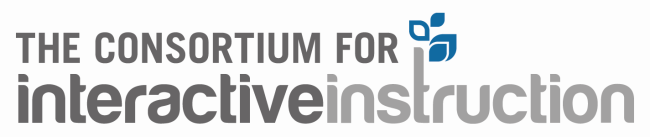 THE CONSORTIUM FOR
interactiveinstruction